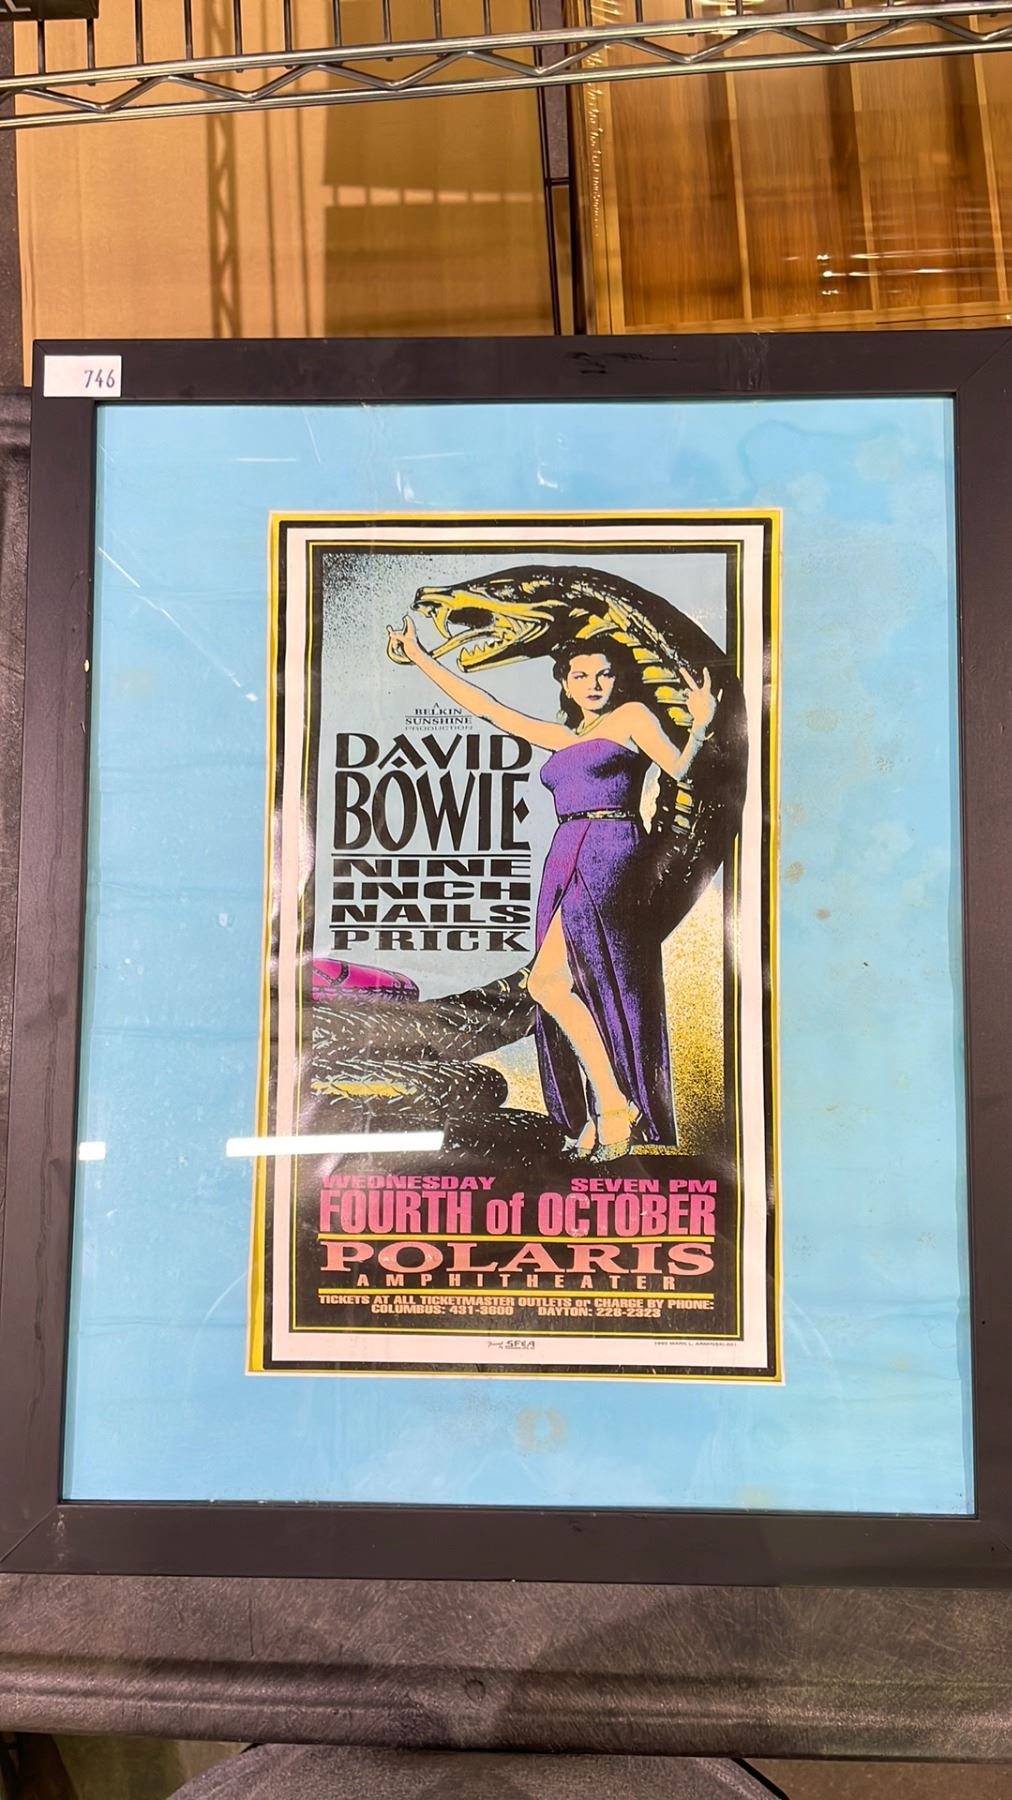 746
A
BELKIN
SUNSHINE
PRODUCTION
DAVID
BOWIE
NINE
INCH
NAILS
PRICK
WEDNESDAY SEVEN PM
FOURTH of OCTOBER
POLARIS
AMPHITHEATER
TICKETS AT ALL TICKETMASTER OUTLETS or CHARGE BY PHONE:
COLUMBUS: 431-3600 DAYTON: 228-2323